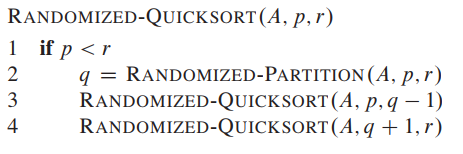 RANDOMIZED-QUICKSORT(A, p, r)
1 if p < r
2 q = RANDOMIZED-PARTITION(A, p, r)
3 RANDOMIZED-QUICKSORT(A, p, q − 1)
4 RANDOMIZED-QUICKSORT(A, q + 1, r)